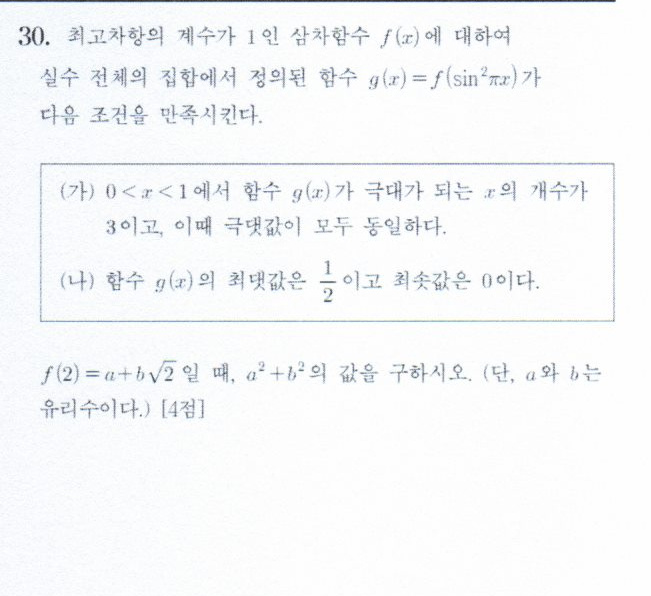 30. 최고차항의 계수가 1인 삼차함수 f(x)에 대하여
실수 전체의 집합에서 정의된 함수 g(x)=f(sin²πx)가
다음 조건을 만족시킨다.
(가) 0<x<1에서 함수 g(x)가 극대가 되는 x의 개수가
3이고, 이때 극댓값이 모두 동일하다.
(나) 함수 g(x)의 최댓값은 1/2이고 최솟값은 0이다.
f(2)=a+b√2일 때, a²+b²의 값을 구하시오. (단, a와 b는
유리수이다.) [4점]